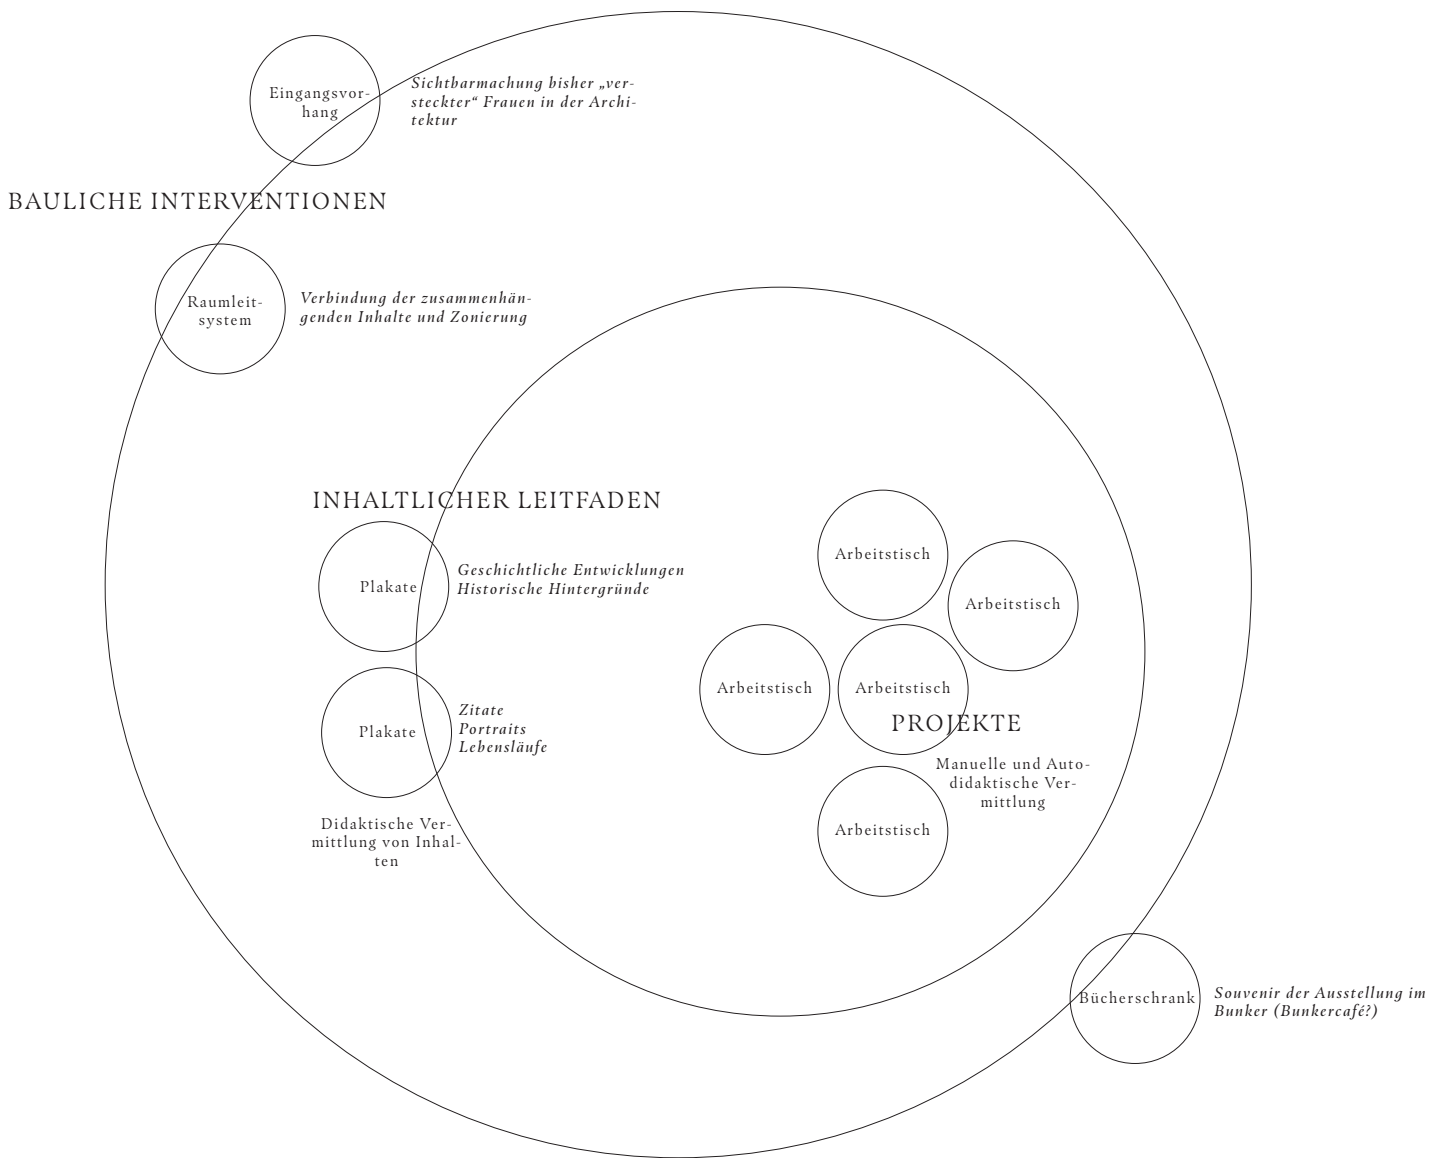 Eingangsvor-
hang
Sichtbarmachung bisher „ver-
steckter“ Frauen in der Archi-
tektur
BAULICHE INTERVENTIONEN
Raumleit-
system
Verbindung der zusammenhän-
genden Inhalte und Zonierung
INHALTLICHER LEITFADEN
Plakate
Geschichtliche Entwicklungen
Historische Hintergründe
Plakate
Zitate
Portraits
Lebensläufe
Didaktische Ver-
mittlung von Inhal-
ten
Arbeitstisch
Arbeitstisch
Arbeitstisch
Arbeitstisch
PROJEKTE
Manuelle und Auto-
didaktische Ver-
mittlung
Arbeitstisch
Bücherschrank
Souvenir der Ausstellung im
Bunker (Bunkercafé?)